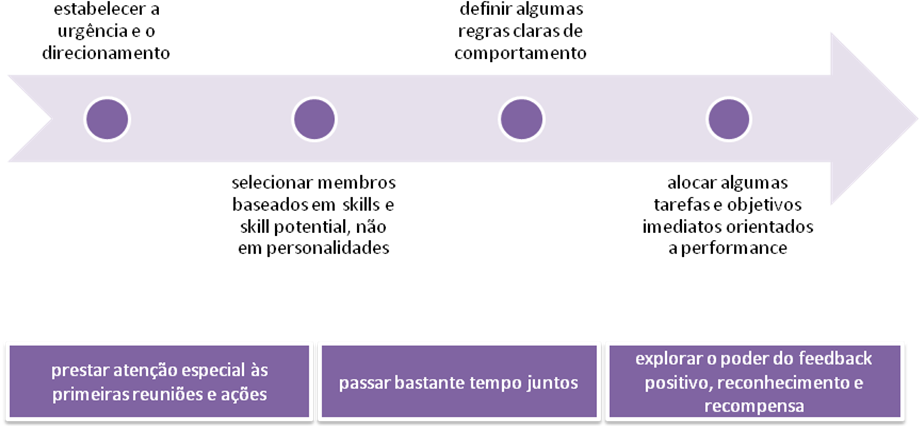 estabelecer a
urgência e o
direcionamento
selecionar membros
baseados em skills e
skill potential, não
em personalidades
definir algumas
regras claras de
comportamento
alocar algumas
tarefas e objetivos
imediatos orientados
a performance
prestar atenção especial às
primeiras reuniões e ações
passar bastante tempo juntos
explorar o poder do feedback
positivo, reconhecimento e
recompensa